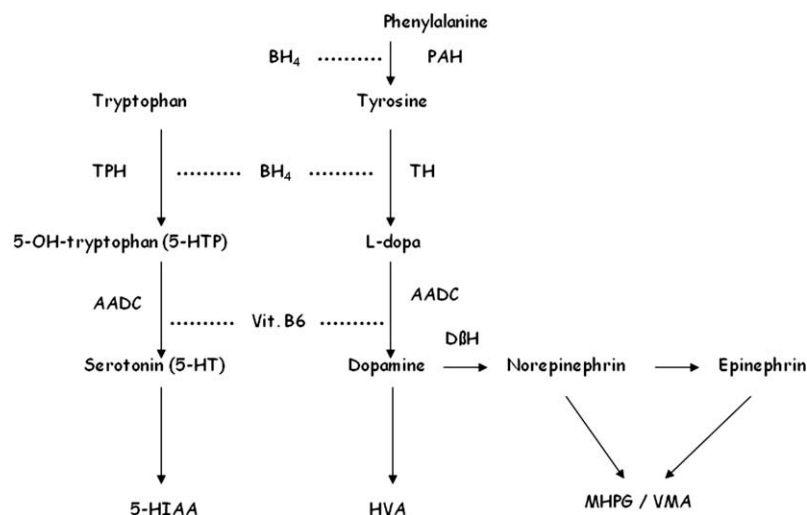 Phenylalanine
BH₄ ............ PAH
Tryptophan Tyrosine
TPH ............ BH₄ ............ TH
5-OH-tryptophan (5-HTP) L-dopa
AADC AADC
Vit. B6
DβH
Serotonin (5-HT) Dopamine Norepinephrin Epinephrin
5-HIAA HVA MHPG / VMA